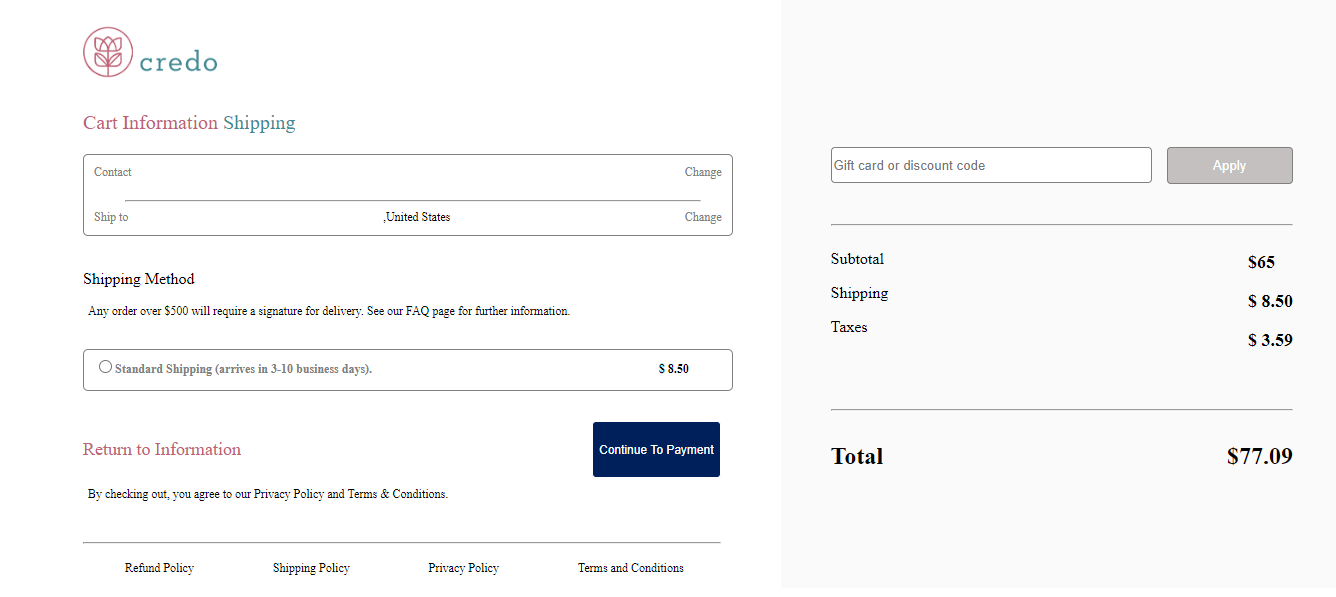 credo
Cart Information Shipping
Contact Change
Ship to ,United States Change
Shipping Method
Any order over $500 will require a signature for delivery. See our FAQ page for further information.
Standard Shipping (arrives in 3-10 business days). $ 8.50
Return to Information Continue To Payment
By checking out, you agree to our Privacy Policy and Terms & Conditions.
Refund Policy Shipping Policy Privacy Policy Terms and Conditions
Gift card or discount code Apply
Subtotal $65
Shipping $ 8.50
Taxes $ 3.59
Total $77.09